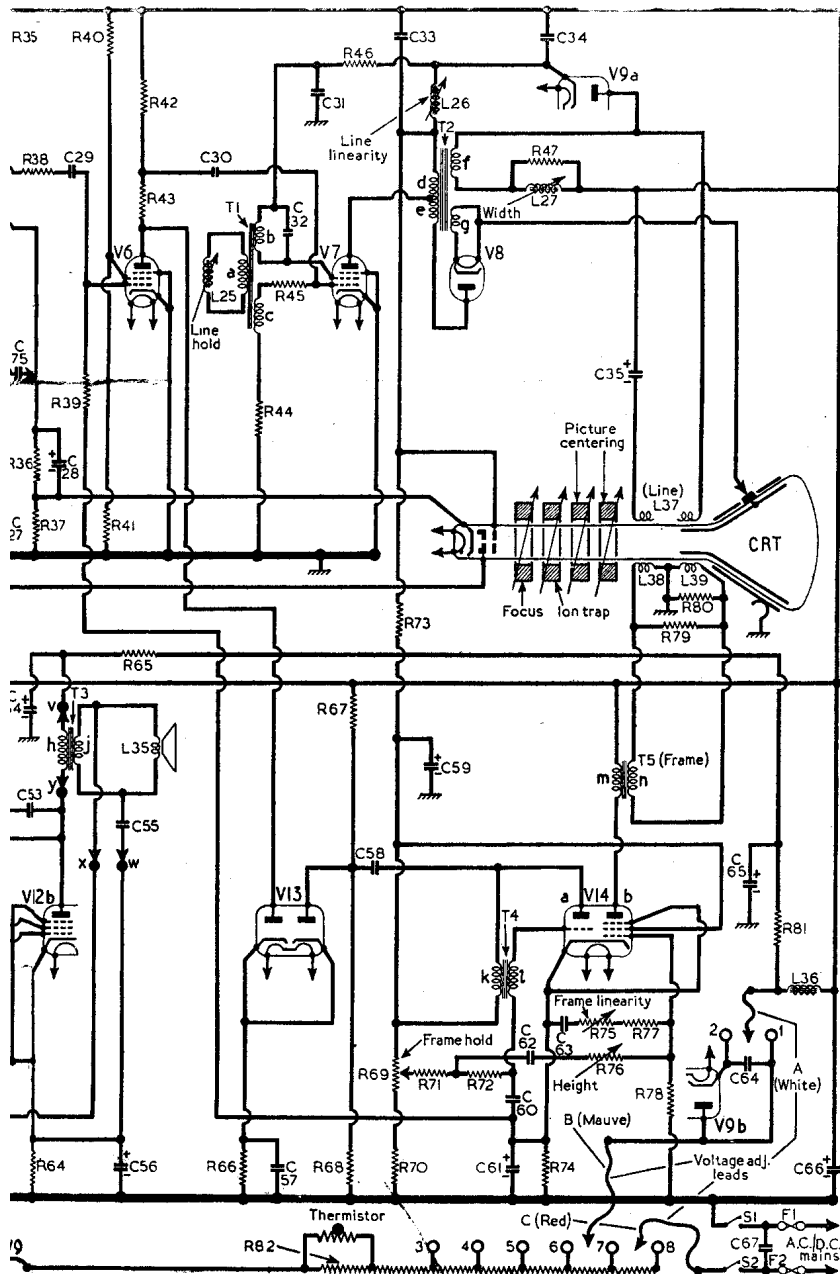 R35
R40
C33
C34
R46
V9a
R42
C31
L26
Line
linearity
T2
R38
C29
C30
R47
f
R43
d
e
L27
Width
T1
C
32
b
g
V6
V7
V8
a
L25
R45
Line
hold
c
C
75
C35
R39
R44
Picture
centering
R36
C
28
(Line)
L37
C
27
R37
R41
CRT
L38
L39
R80
Focus
Ion trap
R79
R73
R65
R67
v
T3
h
j
L35
y
C59
T5 (Frame)
m
n
C53
C55
C58
C
65
x
w
V12b
V13
a
V14
b
T4
R81
k
l
L36
Frame linearity
C
63
R75
R77
2
1
Frame hold
C
62
A
(White)
R69
R71
R72
R76
Height
C64
C
60
R78
B (Mauve)
V9b
R64
C56
R66
C
57
R68
R70
C61
R74
Voltage adj.
leads
C66
Thermistor
C (Red)
S1
F1
R82
3
4
5
6
7
8
C67
A.C./D.C.
mains
S2
F2